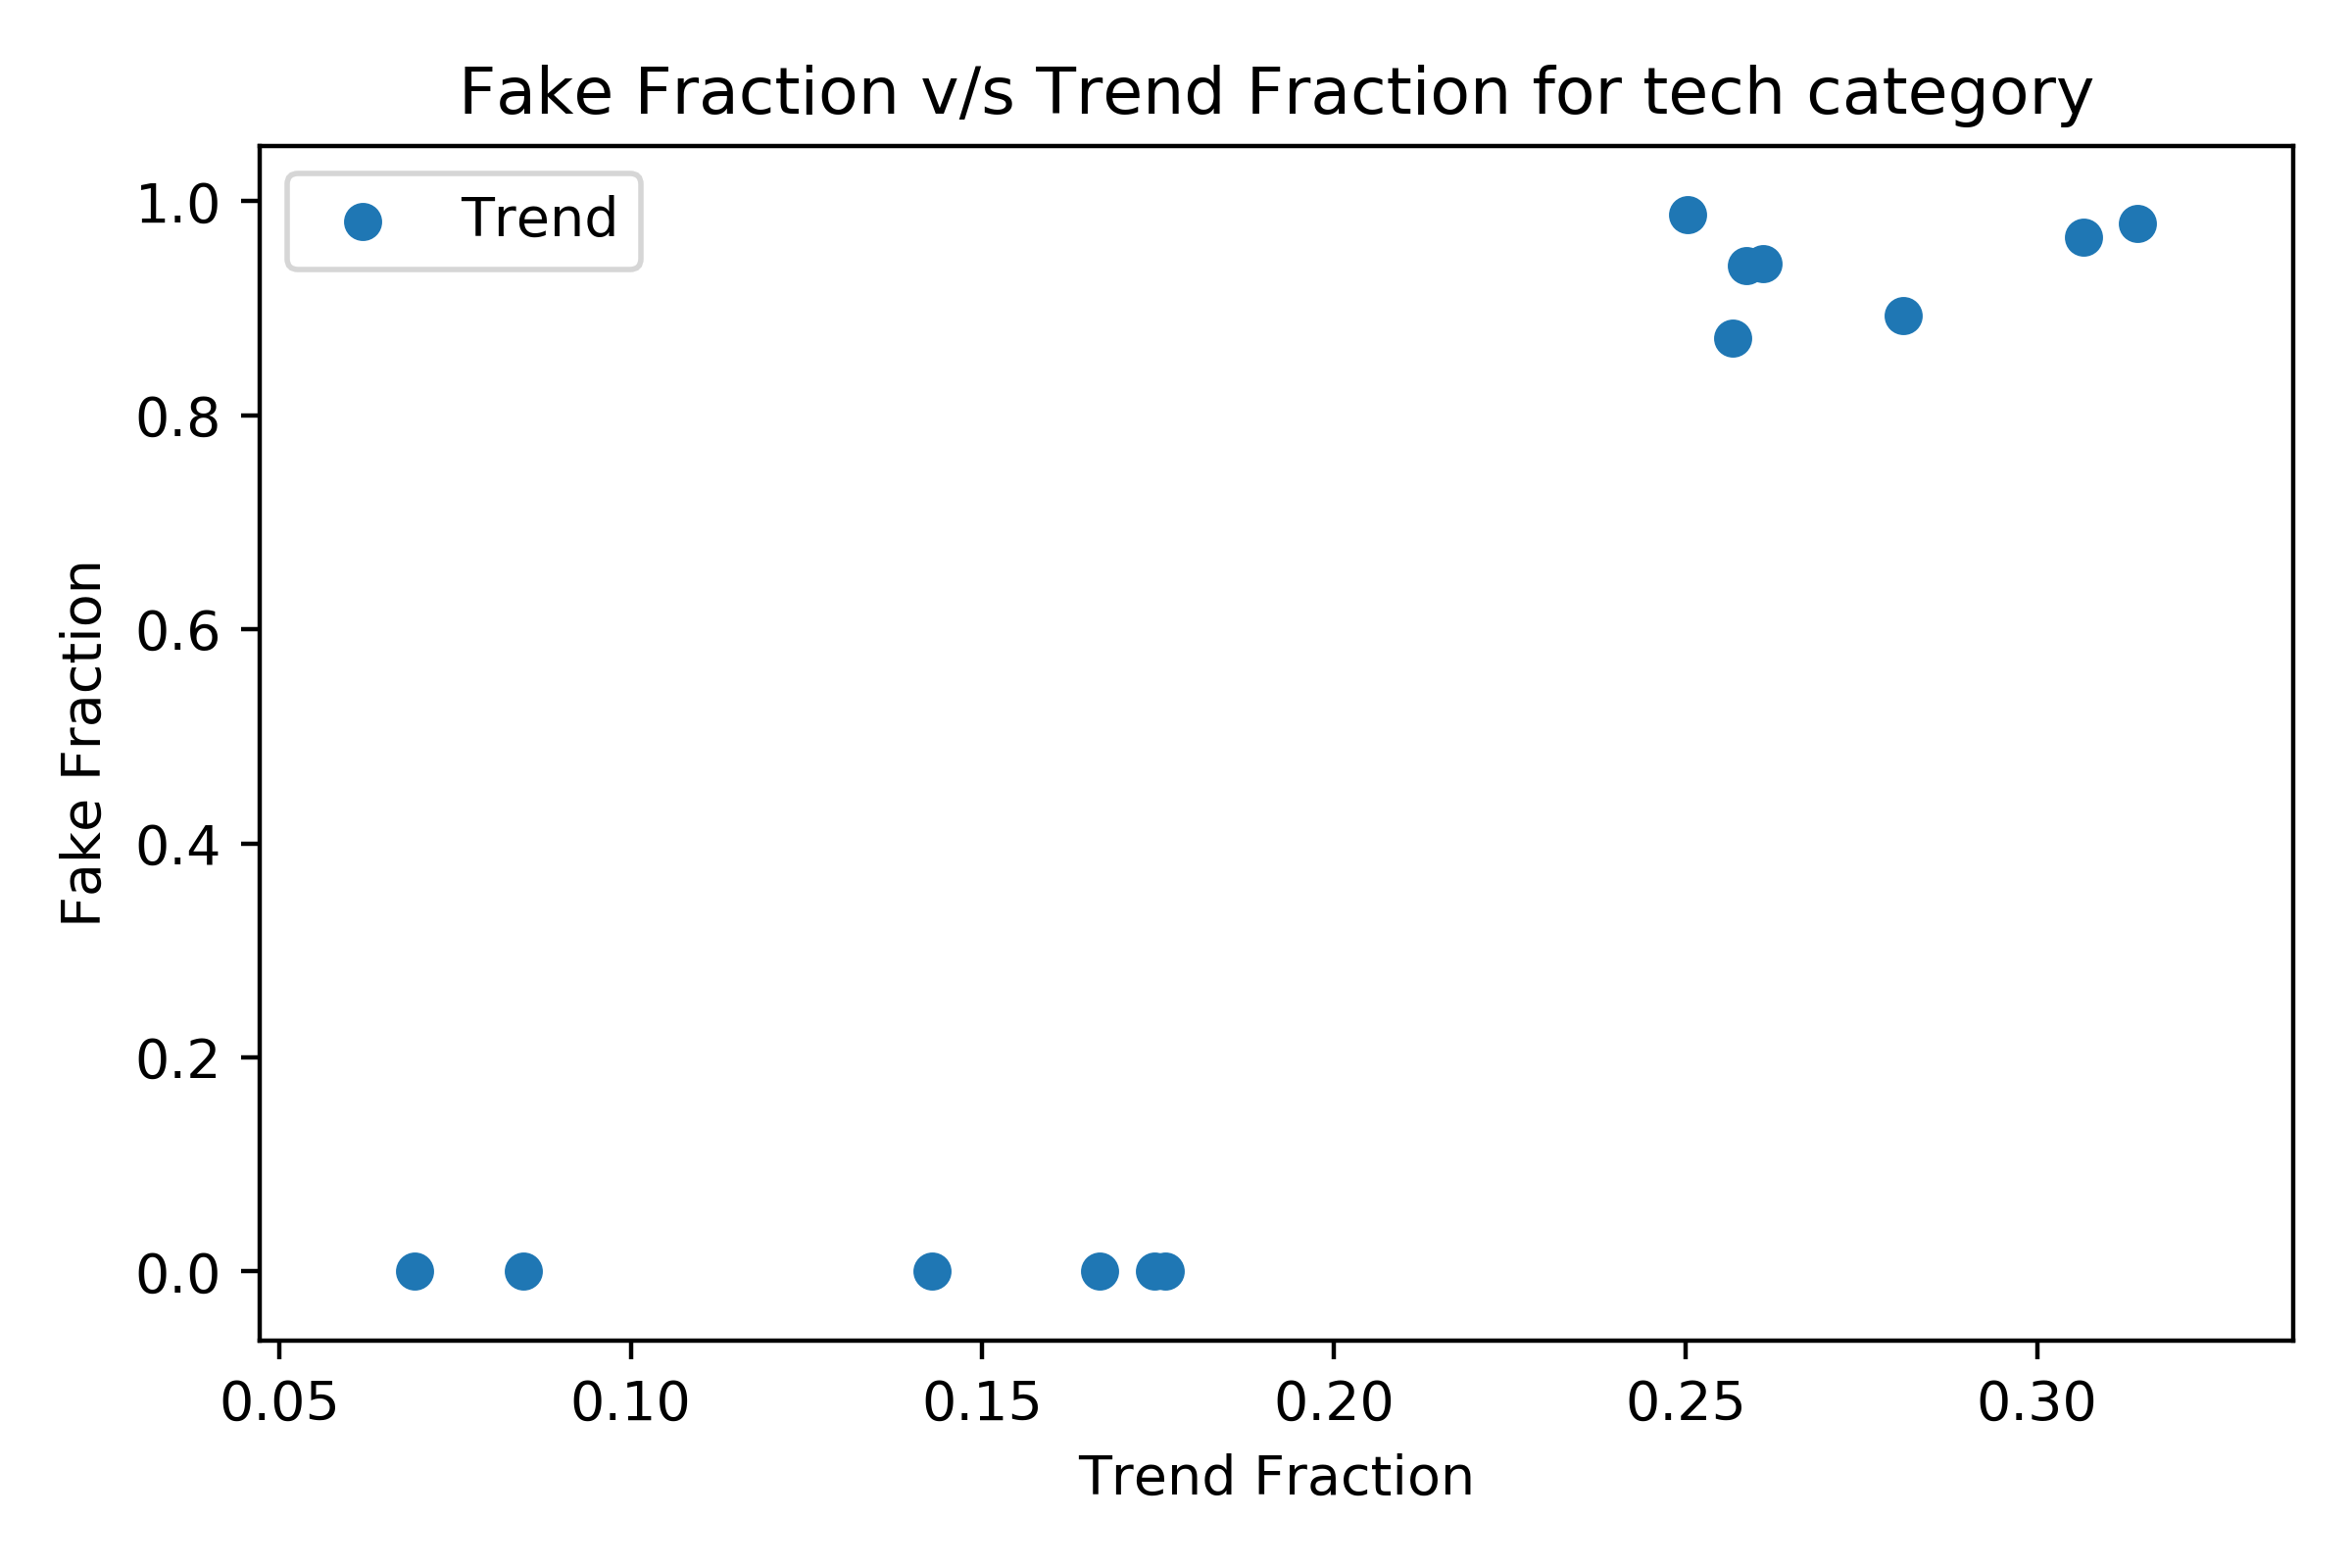 Fake Fraction v/s Trend Fraction for tech category
Trend
1.0
0.8
0.6
0.4
0.2
0.0
Fake Fraction
0.05 0.10 0.15 0.20 0.25 0.30
Trend Fraction